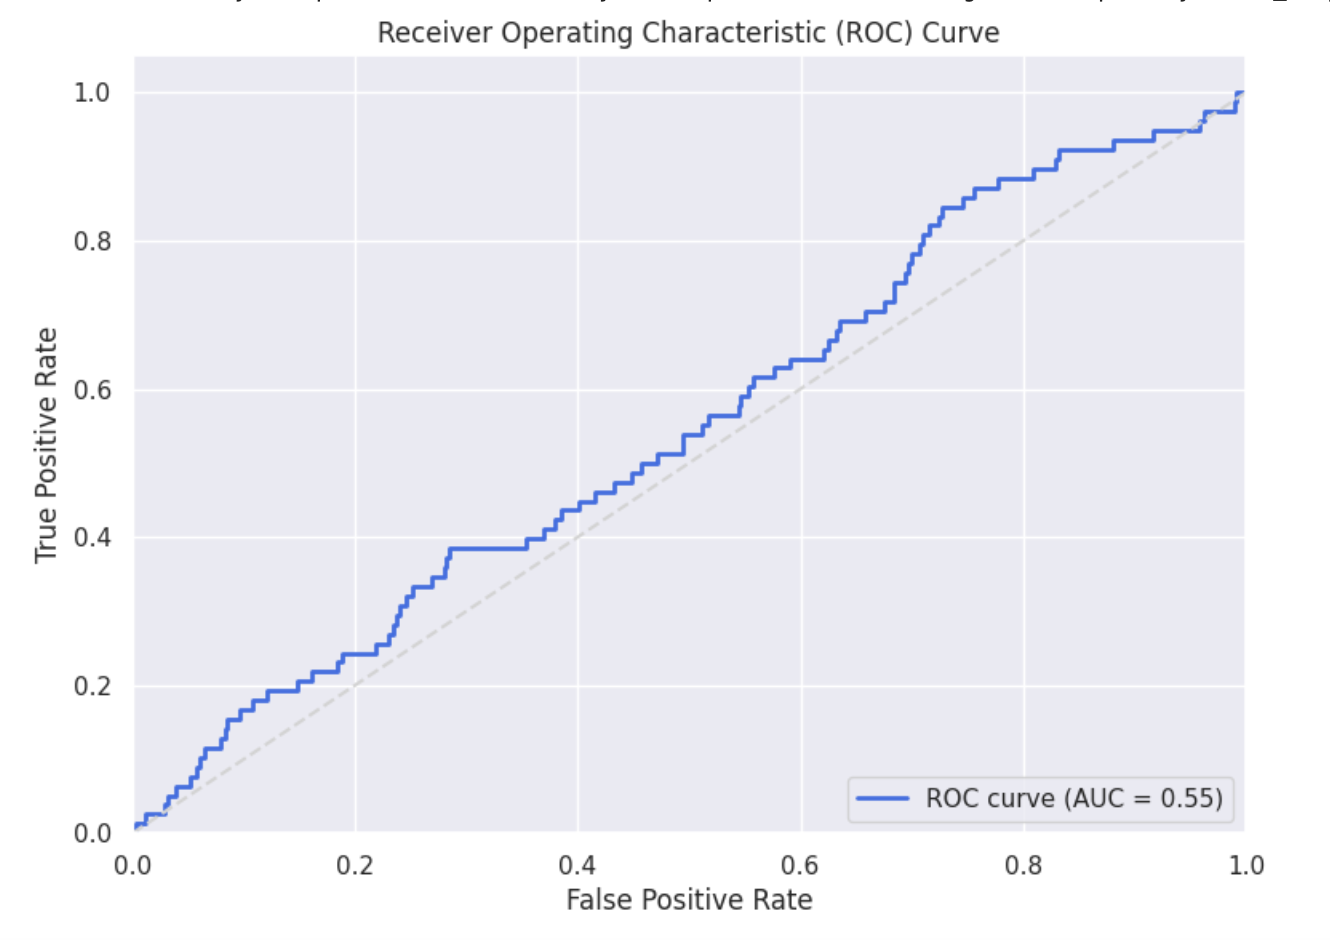 Receiver Operating Characteristic (ROC) Curve
1.0
0.8
0.6
0.4
0.2
0.0
True Positive Rate
ROC curve (AUC = 0.55)
0.0 0.2 0.4 0.6 0.8 1.0
False Positive Rate